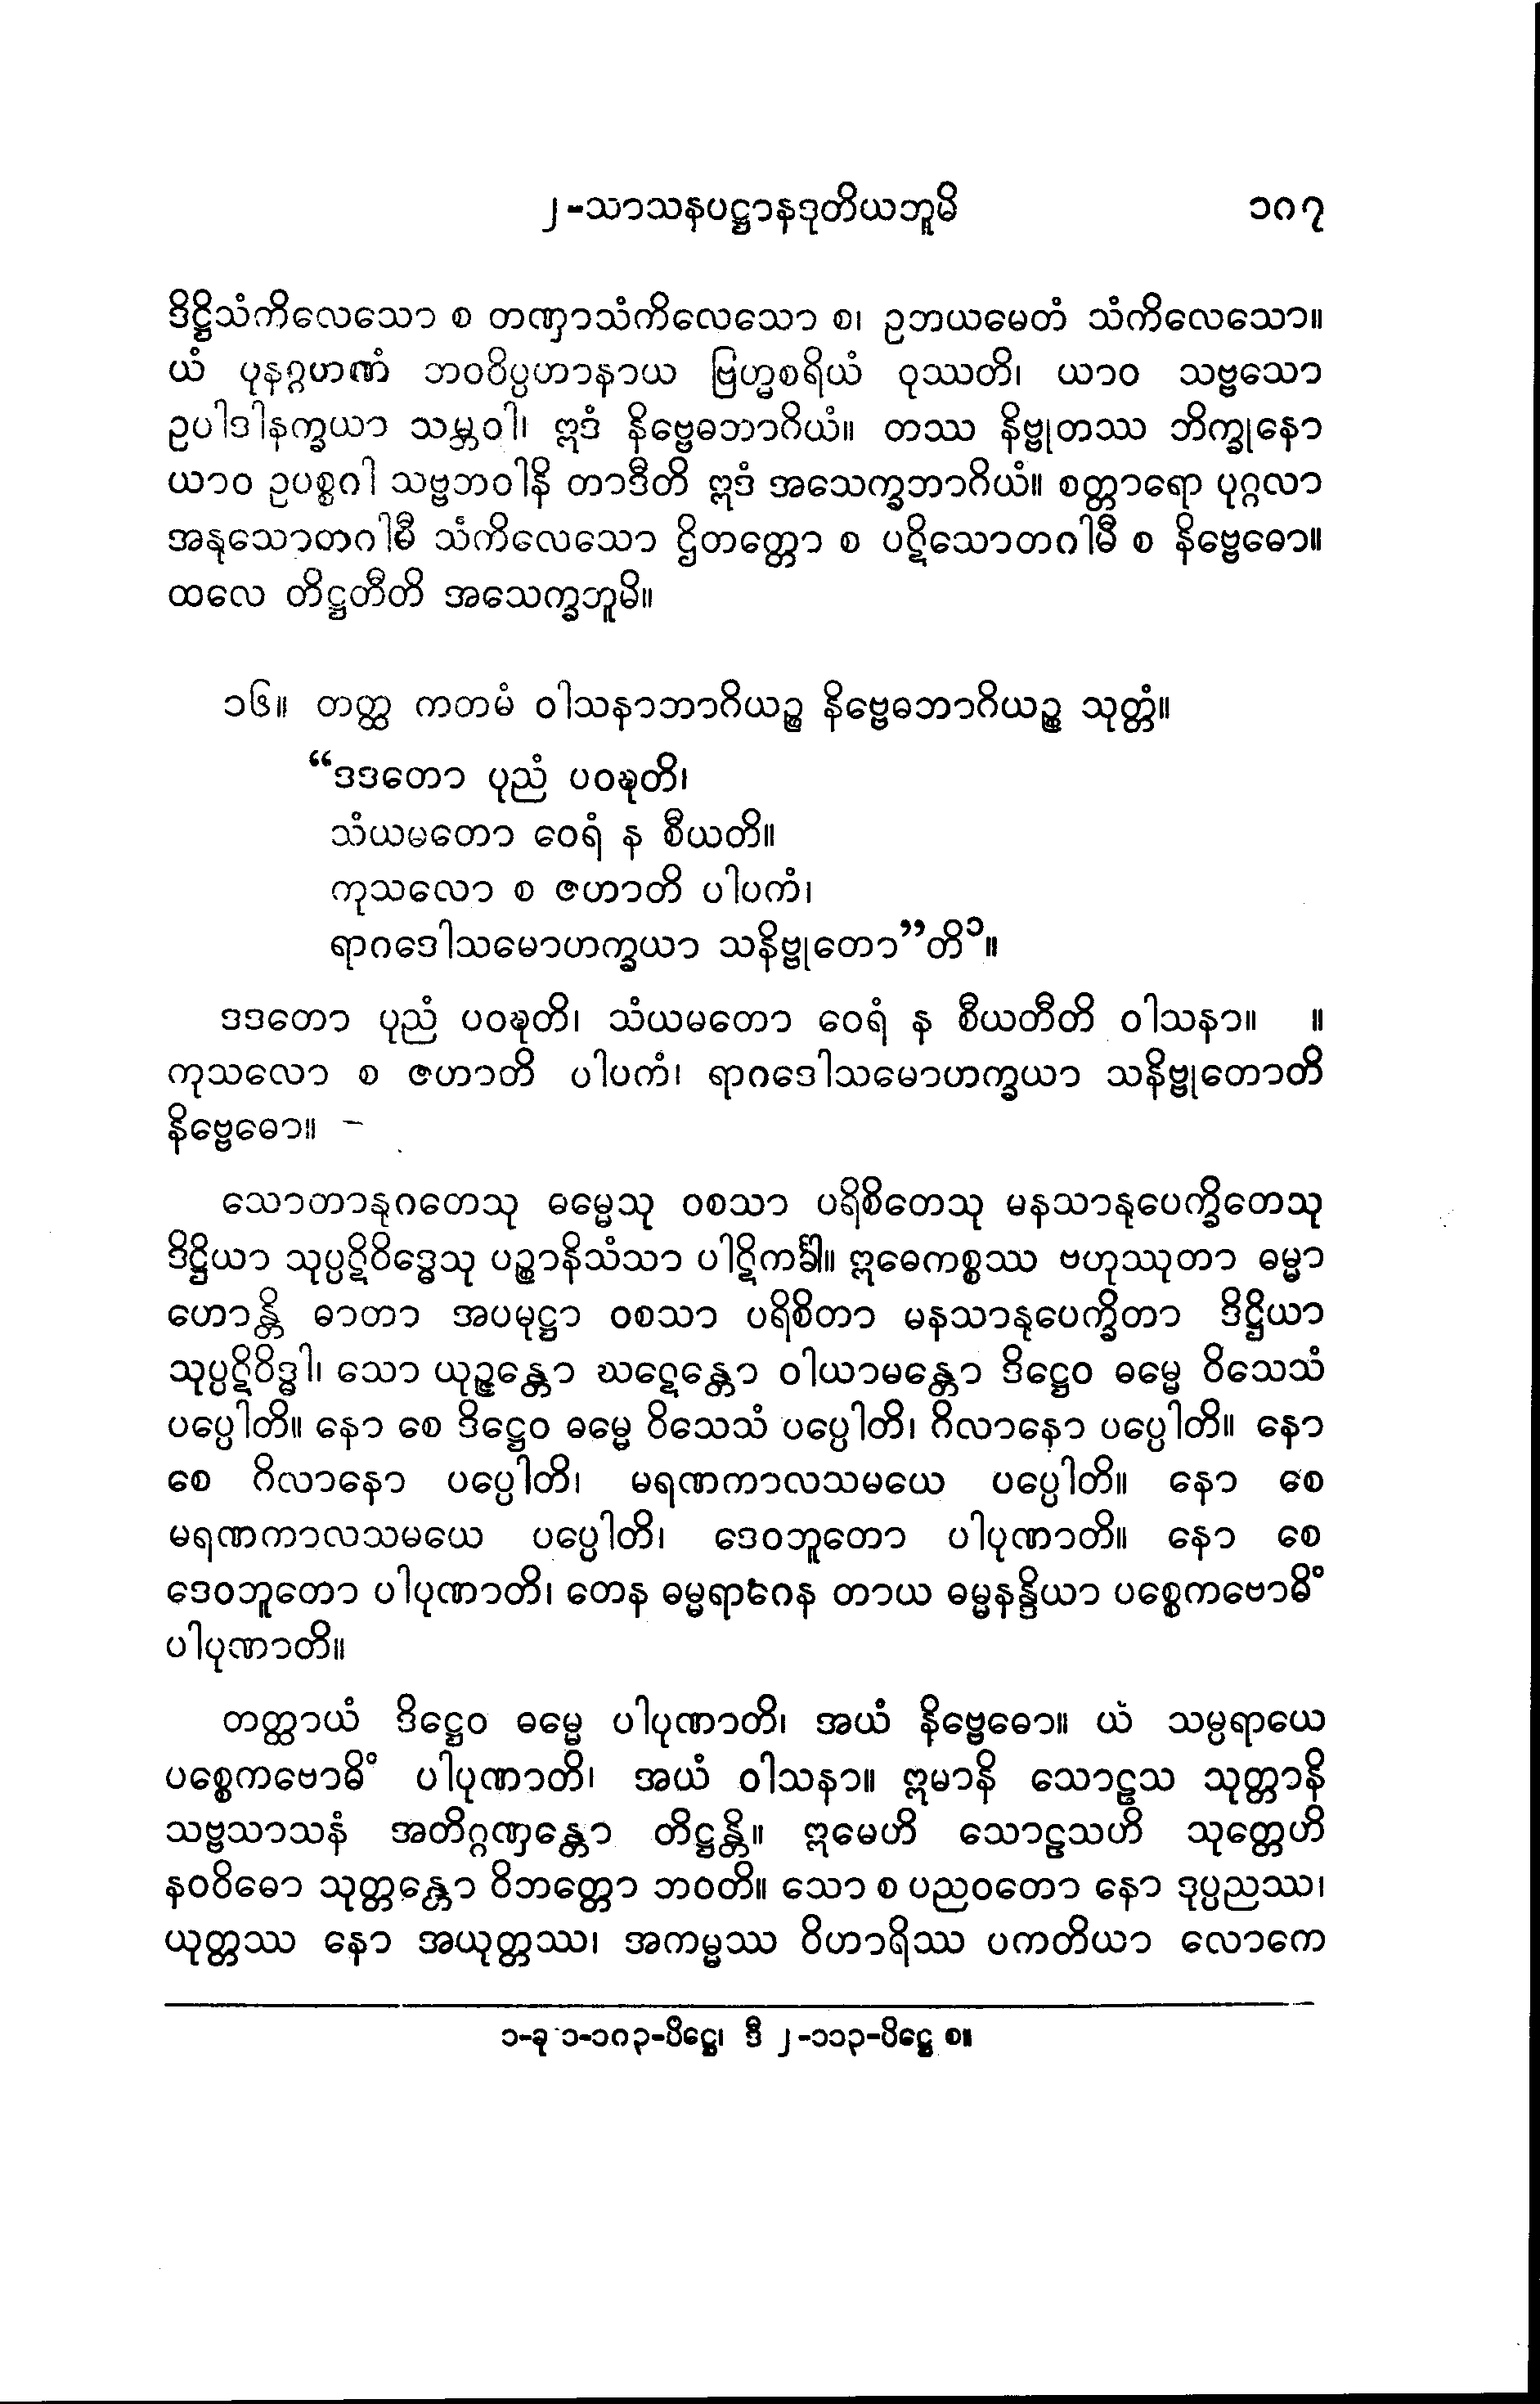 ၂-သာသနပဋ္ဌာနဒုတိယဘူမိ ၁၀၇
ဒိဋ္ဌိသံကိလေသော စ တဏှာသံကိလေသော စ၊ ဥဘယမေတံ သံကိလေသော။
ယံ ပုနဂ္ဂဟဏံ ဘဝဝိပ္ပဟာနာယ ဗြဟ္မစရိယံ ဝုဿတိ၊ ယာဝ သဗ္ဗသော
ဥပါဒါနက္ခယာ သမ္ဘဝါ၊ ဣဒံ နိဗ္ဗေဓဘာဂိယံ။ တဿ နိဗ္ဗုတဿ ဘိက္ခုနော
ယာဝ ဥပစ္စဂါ သဗ္ဗဘဝါနိ တာဒီတိ ဣဒံ အသေက္ခဘာဂိယံ။ စတ္တာရော ပုဂ္ဂလာ
အနုသောတဂါမီ သံကိလေသော ဌိတတ္တော စ ပဋိသောတဂါမီ စ နိဗ္ဗေဓော။
ထလေ တိဋ္ဌတီတိ အသေက္ခဘူမိ။
၁၆။ တတ္ထ ကတမံ ဝါသနာဘာဂိယဉ္စ နိဗ္ဗေဓဘာဂိယဉ္စ သုတ္တံ။
“ဒဒတော ပုညံ ပဝဍ္ဎတိ၊
သံယမတော ဝေရံ န စီယတိ။
ကုသလော စ ဇဟာတိ ပါပကံ၊
ရာဂဒေါသမောဟက္ခယာ သနိဗ္ဗုတော”တိ၁။
ဒဒတော ပုညံ ပဝဍ္ဎတိ၊ သံယမတော ဝေရံ န စီယတီတိ ဝါသနာ။ ။
ကုသလော စ ဇဟာတိ ပါပကံ၊ ရာဂဒေါသမောဟက္ခယာ သနိဗ္ဗုတောတိ
နိဗ္ဗေဓော။
သောတာနုဂတေသု ဓမ္မေသု ဝစသာ ပရိစိတေသု မနသာနုပေက္ခိတေသု
ဒိဋ္ဌိယာ သုပ္ပဋိဝိဒ္ဓေသု ပဉ္စာနိသံသာ ပါဋိကင်္ခါ။ ဣဓေကစ္စဿ ဗဟုဿုတာ ဓမ္မာ
ဟောန္တိ ဓာတာ အပမုဋ္ဌာ ဝစသာ ပရိစိတာ မနသာနုပေက္ခိတာ ဒိဋ္ဌိယာ
သုပ္ပဋိဝိဒ္ဓါ၊ သော ယုဉ္ဇန္တော ဃဋေန္တော ဝါယာမန္တော ဒိဋ္ဌေဝ ဓမ္မေ ဝိသေသံ
ပပ္ပေါတိ။ နော စေ ဒိဋ္ဌေဝ ဓမ္မေ ဝိသေသံ ပပ္ပေါတိ၊ ဂိလာနော ပပ္ပေါတိ။ နော
စေ ဂိလာနော ပပ္ပေါတိ၊ မရဏကာလသမယေ ပပ္ပေါတိ။ နော စေ
မရဏကာလသမယေ ပပ္ပေါတိ၊ ဒေဝဘူတော ပါပုဏာတိ။ နော စေ
ဒေဝဘူတော ပါပုဏာတိ၊ တေန ဓမ္မရာဂေန တာယ ဓမ္မနန္ဒိယာ ပစ္စေကဗောဓိံ
ပါပုဏာတိ။
တတ္ထာယံ ဒိဋ္ဌေဝ ဓမ္မေ ပါပုဏာတိ၊ အယံ နိဗ္ဗေဓော။ ယံ သမ္ပရာယေ
ပစ္စေကဗောဓိံ ပါပုဏာတိ၊ အယံ ဝါသနာ။ ဣမာနိ သောဠသ သုတ္တာနိ
သဗ္ဗသာသနံ အတိဂ္ဂဏှန္တော တိဋ္ဌန္တိ။ ဣမေဟိ သောဠသဟိ သုတ္တေဟိ
နဝဝိဓော သုတ္တန္တော ဝိဘတ္တော ဘဝတိ။ သော စ ပညဝတော နော ဒုပ္ပညဿ၊
ယုတ္တဿ နော အယုတ္တဿ၊ အကမ္မဿ ဝိဟာရိဿ ပကတိယာ လောကေ
၁-ခု ၁-၁၀၃-ပိဋ္ဌေ၊ ဒီ ၂-၁၁၃-ပိဋ္ဌေ စ။